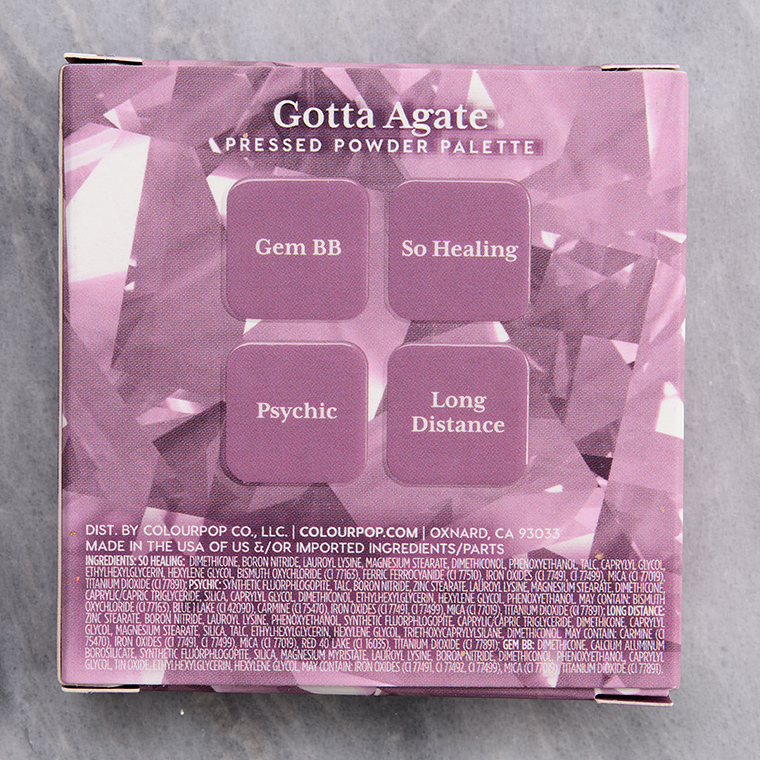 Gotta Agate
PRESSED POWDER PALETTE
Gem BB
So Healing
Psychic
Long
Distance
DIST. BY COLOURPOP CO., LLC. | COLOURPOP.COM | OXNARD, CA 93033
MADE IN THE USA OF US &/OR IMPORTED INGREDIENTS/PARTS
INGREDIENTS: SO HEALING: DIMETHICONE, BORON NITRIDE, LAUROYL LYSINE, MAGNESIUM STEARATE, DIMETHICONOL, PHENOXYETHANOL, TALC, CAPRYLYL GLYCOL,
ETHYLHEXYLGLYCERIN, HEXYLENE GLYCOL, BISMUTH OXYCHLORIDE (CI 77163), FERRIC FERROCYANIDE (CI 77510), IRON OXIDES (CI 77491, CI 77499), MICA (CI 77019),
TITANIUM DIOXIDE (CI 77891); PSYCHIC: SYNTHETIC FLUORPHLOGOPITE, TALC, BORON NITRIDE, ZINC STEARATE, LAUROYL LYSINE, MAGNESIUM STEARATE, DIMETHICONE,
CAPRYLIC/CAPRIC TRIGLYCERIDE, SILICA, CAPRYLYL GLYCOL, DIMETHICONOL, ETHYLHEXYLGLYCERIN, HEXYLENE GLYCOL, PHENOXYETHANOL. MAY CONTAIN: BISMUTH
OXYCHLORIDE (CI 77163), BLUE 1 LAKE (CI 42090), CARMINE (CI 75470), IRON OXIDES (CI 77491, CI 77499), MICA (CI 77019), TITANIUM DIOXIDE (CI 77891); LONG DISTANCE:
ZINC STEARATE, BORON NITRIDE, LAUROYL LYSINE, PHENOXYETHANOL, SYNTHETIC FLUORPHLOGOPITE, CAPRYLIC/CAPRIC TRIGLYCERIDE, DIMETHICONE, CAPRYLYL
GLYCOL, MAGNESIUM STEARATE, SILICA, TALC, ETHYLHEXYLGLYCERIN, HEXYLENE GLYCOL, TRIETHOXYCAPRYLYLSILANE, DIMETHICONOL. MAY CONTAIN: CARMINE (CI
75470), IRON OXIDES (CI 77491, CI 77499), MICA (CI 77019), RED 40 LAKE (CI 16035), TITANIUM DIOXIDE (CI 77891); GEM BB: DIMETHICONE, CALCIUM ALUMINUM
BOROSILICATE, SYNTHETIC FLUORPHLOGOPITE, SILICA, MAGNESIUM MYRISTATE, LAUROYL LYSINE, BORON NITRIDE, DIMETHICONOL, PHENOXYETHANOL, CAPRYLYL
GLYCOL, TIN OXIDE, ETHYLHEXYLGLYCERIN, HEXYLENE GLYCOL. MAY CONTAIN: IRON OXIDES (CI 77491, CI 77492, CI 77499), MICA (CI 77019), TITANIUM DIOXIDE (CI 77891).